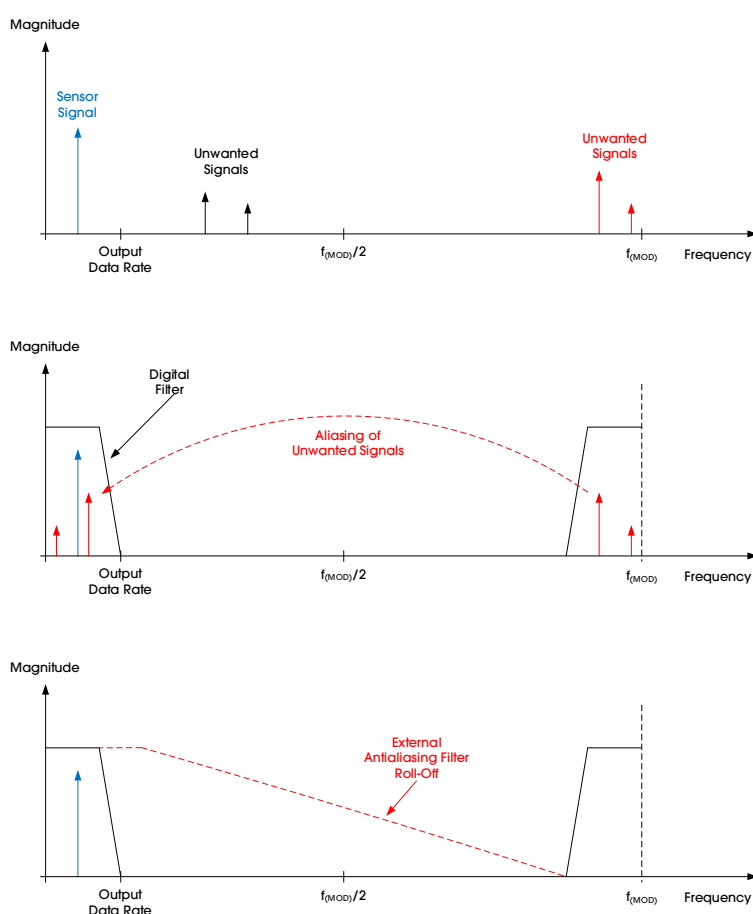 Magnitude
Sensor
Signal
Unwanted
Signals
Unwanted
Signals
Output
Data Rate
f(MOD)/2
f(MOD)
Frequency
Magnitude
Digital
Filter
Aliasing of
Unwanted Signals
Output
Data Rate
f(MOD)/2
f(MOD)
Frequency
Magnitude
External
Antialiasing Filter
Roll-Off
Output
Data Rate
f(MOD)/2
f(MOD)
Frequency